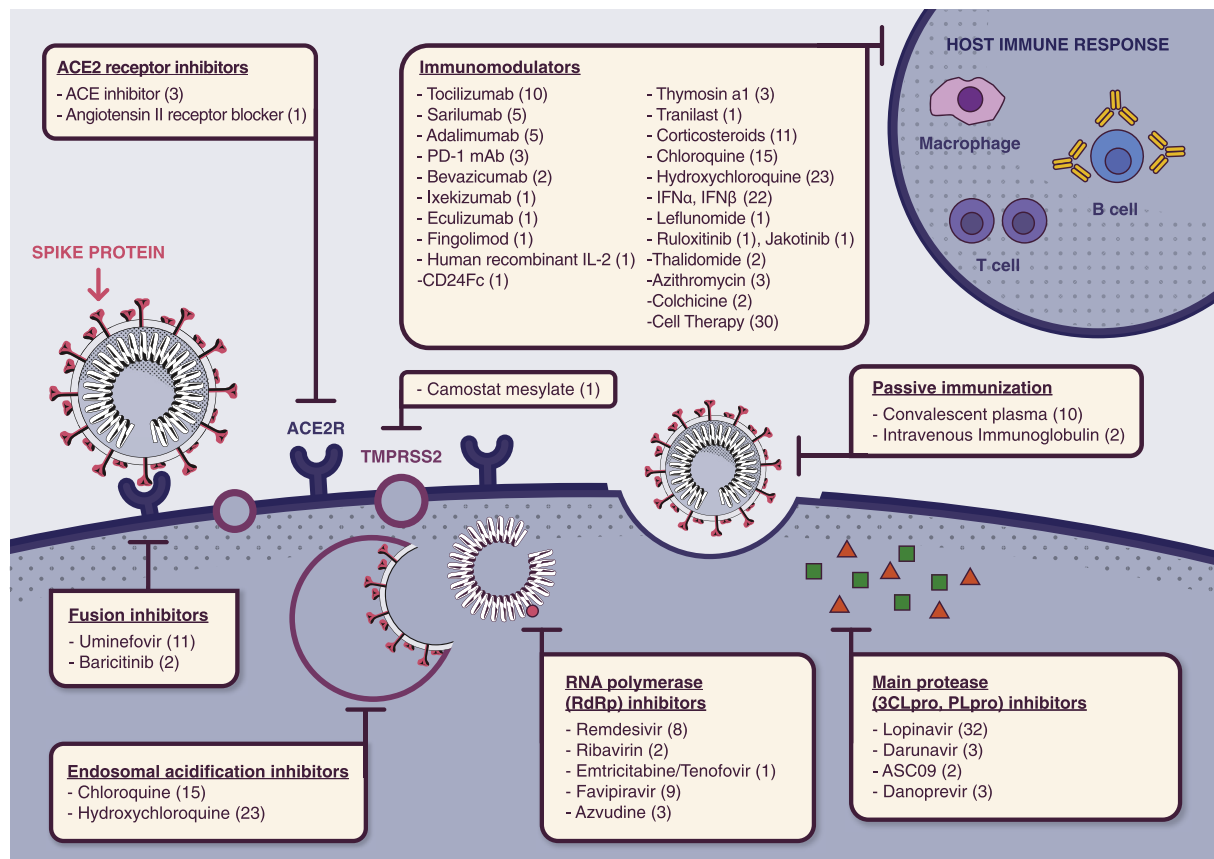 ACE2 receptor inhibitors
- ACE inhibitor (3)
- Angiotensin II receptor blocker (1)
Immunomodulators
- Tocilizumab (10)
- Sarilumab (5)
- Adalimumab (5)
- PD-1 mAb (3)
- Bevazicumab (2)
- Ixekizumab (1)
- Eculizumab (1)
- Fingolimod (1)
- Human recombinant IL-2 (1)
-CD24Fc (1)
- Thymosin a1 (3)
- Tranilast (1)
- Corticosteroids (11)
- Chloroquine (15)
- Hydroxychloroquine (23)
- IFNα, IFNβ (22)
- Leflunomide (1)
- Ruloxitinib (1), Jakotinib (1)
-Thalidomide (2)
-Azithromycin (3)
-Colchicine (2)
-Cell Therapy (30)
HOST IMMUNE RESPONSE
Macrophage
B cell
T cell
SPIKE PROTEIN
- Camostat mesylate (1)
ACE2R
TMPRSS2
Passive immunization
- Convalescent plasma (10)
- Intravenous Immunoglobulin (2)
Fusion inhibitors
- Uminefovir (11)
- Baricitinib (2)
Endosomal acidification inhibitors
- Chloroquine (15)
- Hydroxychloroquine (23)
RNA polymerase
(RdRp) inhibitors
- Remdesivir (8)
- Ribavirin (2)
- Emtricitabine/Tenofovir (1)
- Favipiravir (9)
- Azvudine (3)
Main protease
(3CLpro, PLpro) inhibitors
- Lopinavir (32)
- Darunavir (3)
- ASC09 (2)
- Danoprevir (3)